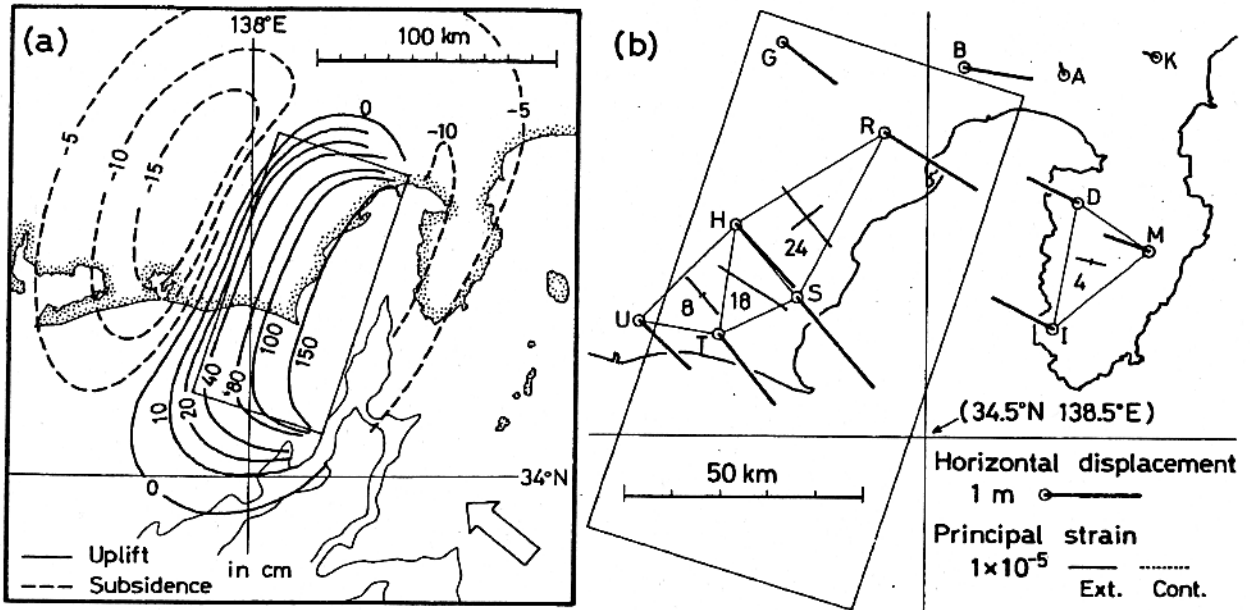 (a)
138°E
100 km
0
-5
-5
-10
-10
-15
100
150
40
80
20
10
0
34°N
Uplift
Subsidence
in cm
(b)
G
B
A
K
R
D
H
M
24
4
S
8
18
U
T
I
(34.5°N 138.5°E)
50 km
Horizontal displacement
1 m
Principal strain
1×10⁻⁵
Ext. Cont.